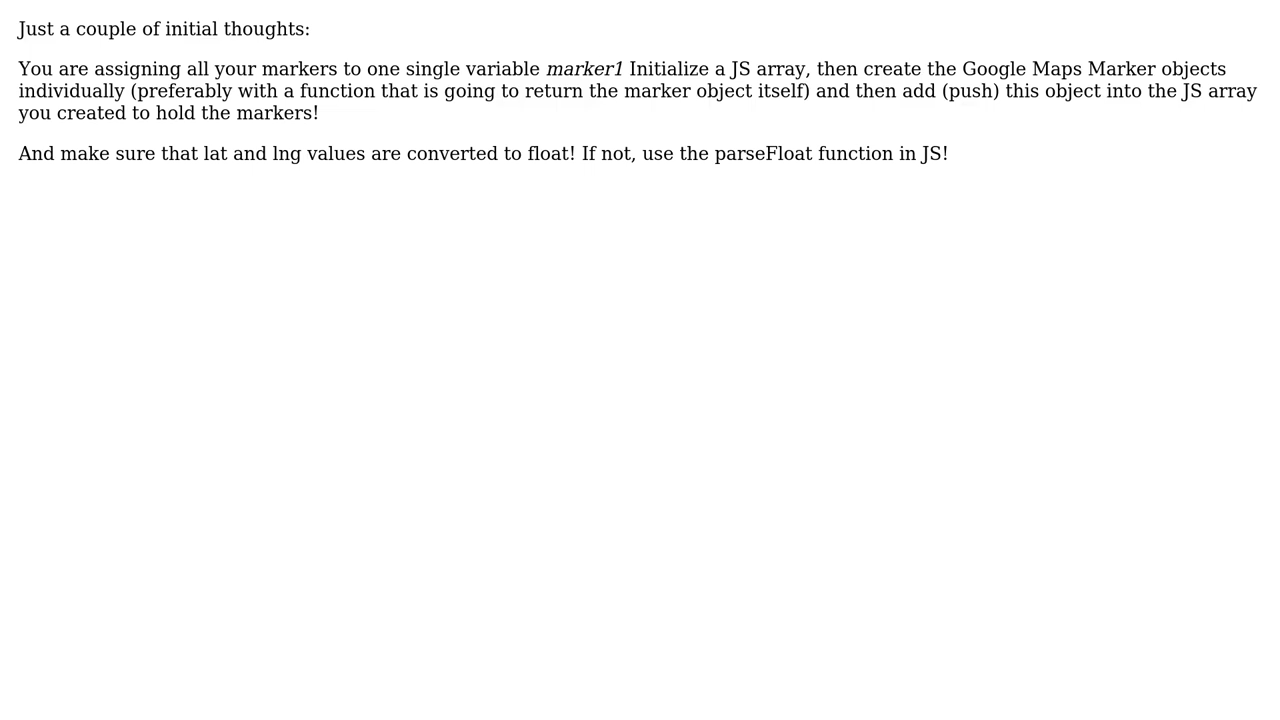 Just a couple of initial thoughts:
You are assigning all your markers to one single variable marker1 Initialize a JS array, then create the Google Maps Marker objects
individually (preferably with a function that is going to return the marker object itself) and then add (push) this object into the JS array
you created to hold the markers!
And make sure that lat and lng values are converted to float! If not, use the parseFloat function in JS!